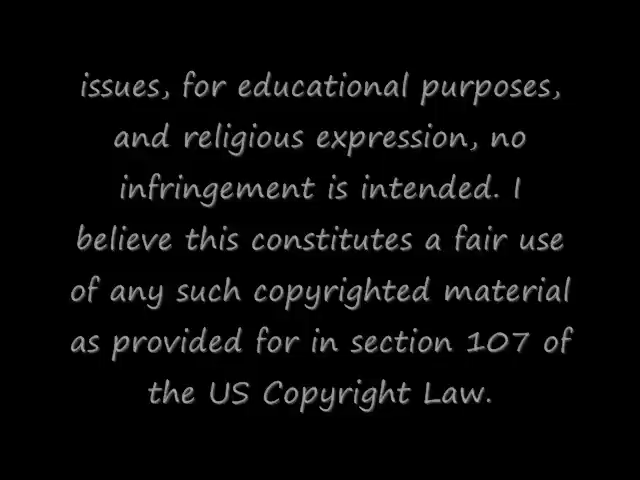 issues, for educational purposes,
and religious expression, no
infringement is intended. I
believe this constitutes a fair use
of any such copyrighted material
as provided for in section 107 of
the US Copyright Law.